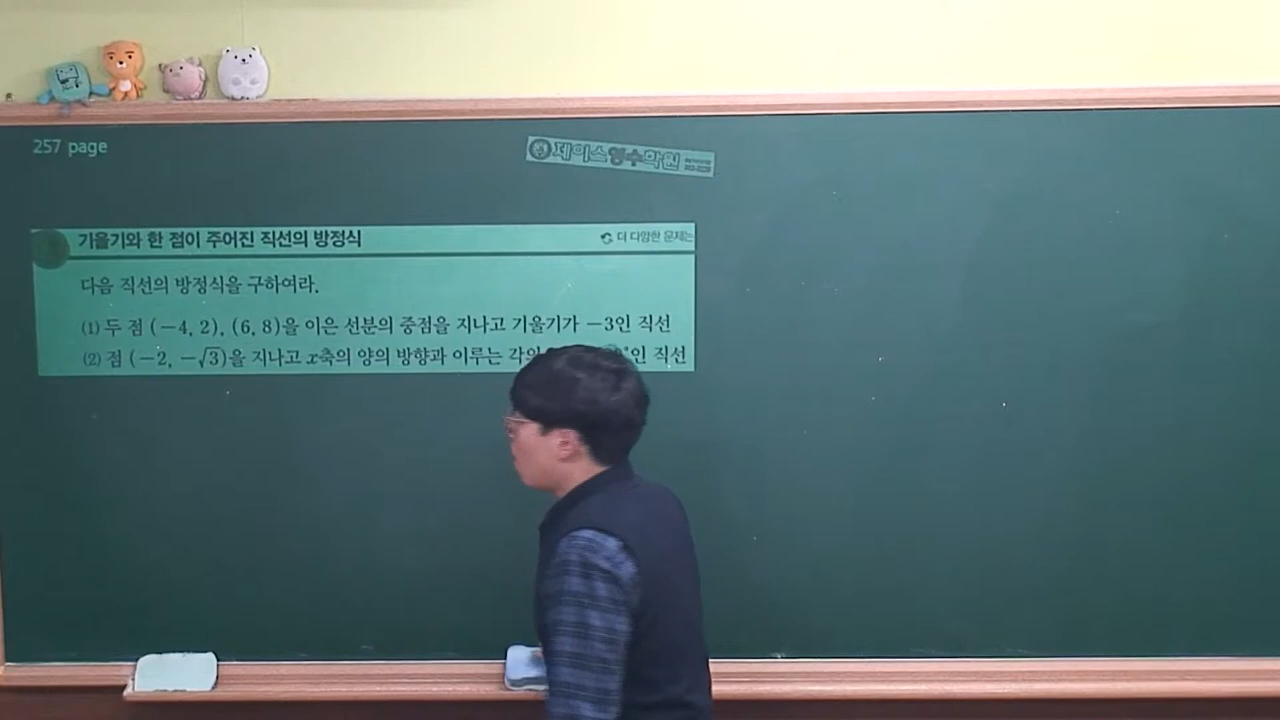 257 page
제이스영수학원
기울기와 한 점이 주어진 직선의 방정식
더 다양한 문제는
다음 직선의 방정식을 구하여라.
(1) 두 점 (−4, 2), (6, 8)을 이은 선분의 중점을 지나고 기울기가 −3인 직선
(2) 점 (−2, −√3)을 지나고 x축의 양의 방향과 이루는 각의 °인 직선